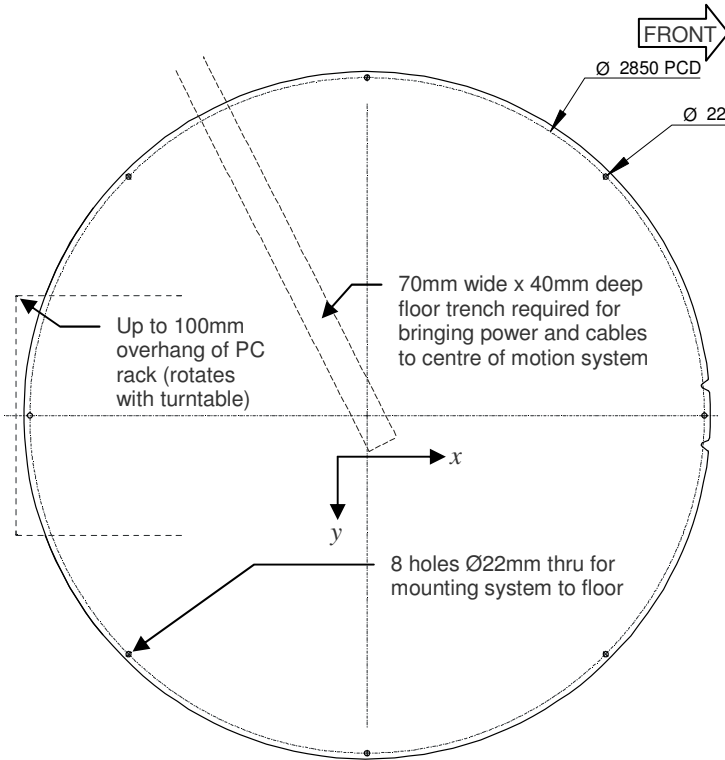 FRONT
Ø 2850 PCD
Ø 22
70mm wide x 40mm deep
floor trench required for
bringing power and cables
to centre of motion system
Up to 100mm
overhang of PC
rack (rotates
with turntable)
x
y
8 holes Ø22mm thru for
mounting system to floor